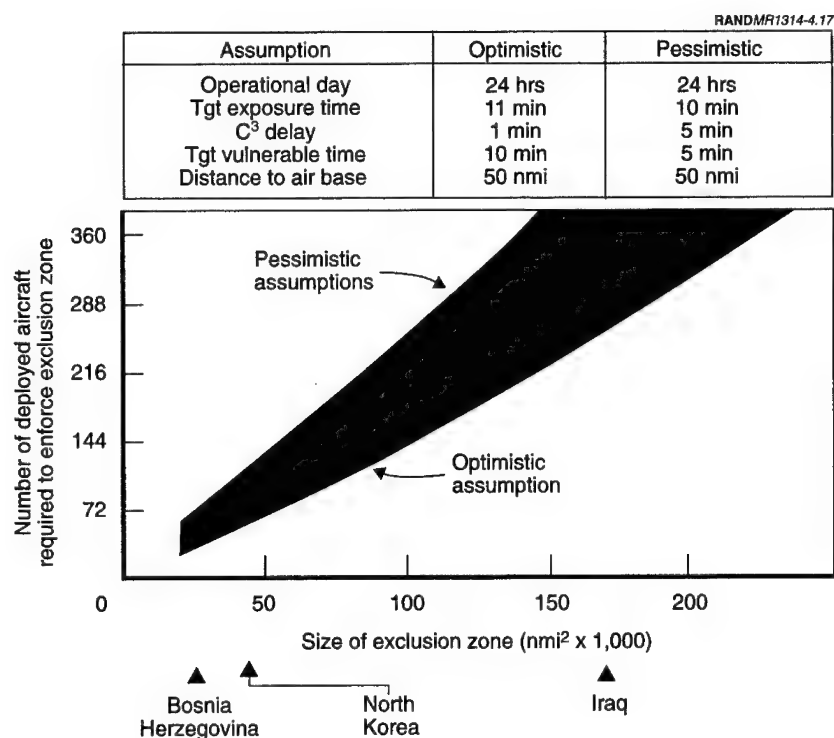 RANDMR1314-4.17
Assumption Optimistic Pessimistic
Operational day 24 hrs 24 hrs
Tgt exposure time 11 min 10 min
C³ delay 1 min 5 min
Tgt vulnerable time 10 min 5 min
Distance to air base 50 nmi 50 nmi
Number of deployed aircraft
required to enforce exclusion zone
360
288
216
144
72
Pessimistic
assumptions
Optimistic
assumption
0 50 100 150 200
Size of exclusion zone (nmi² x 1,000)
Bosnia
Herzegovina
North
Korea
Iraq